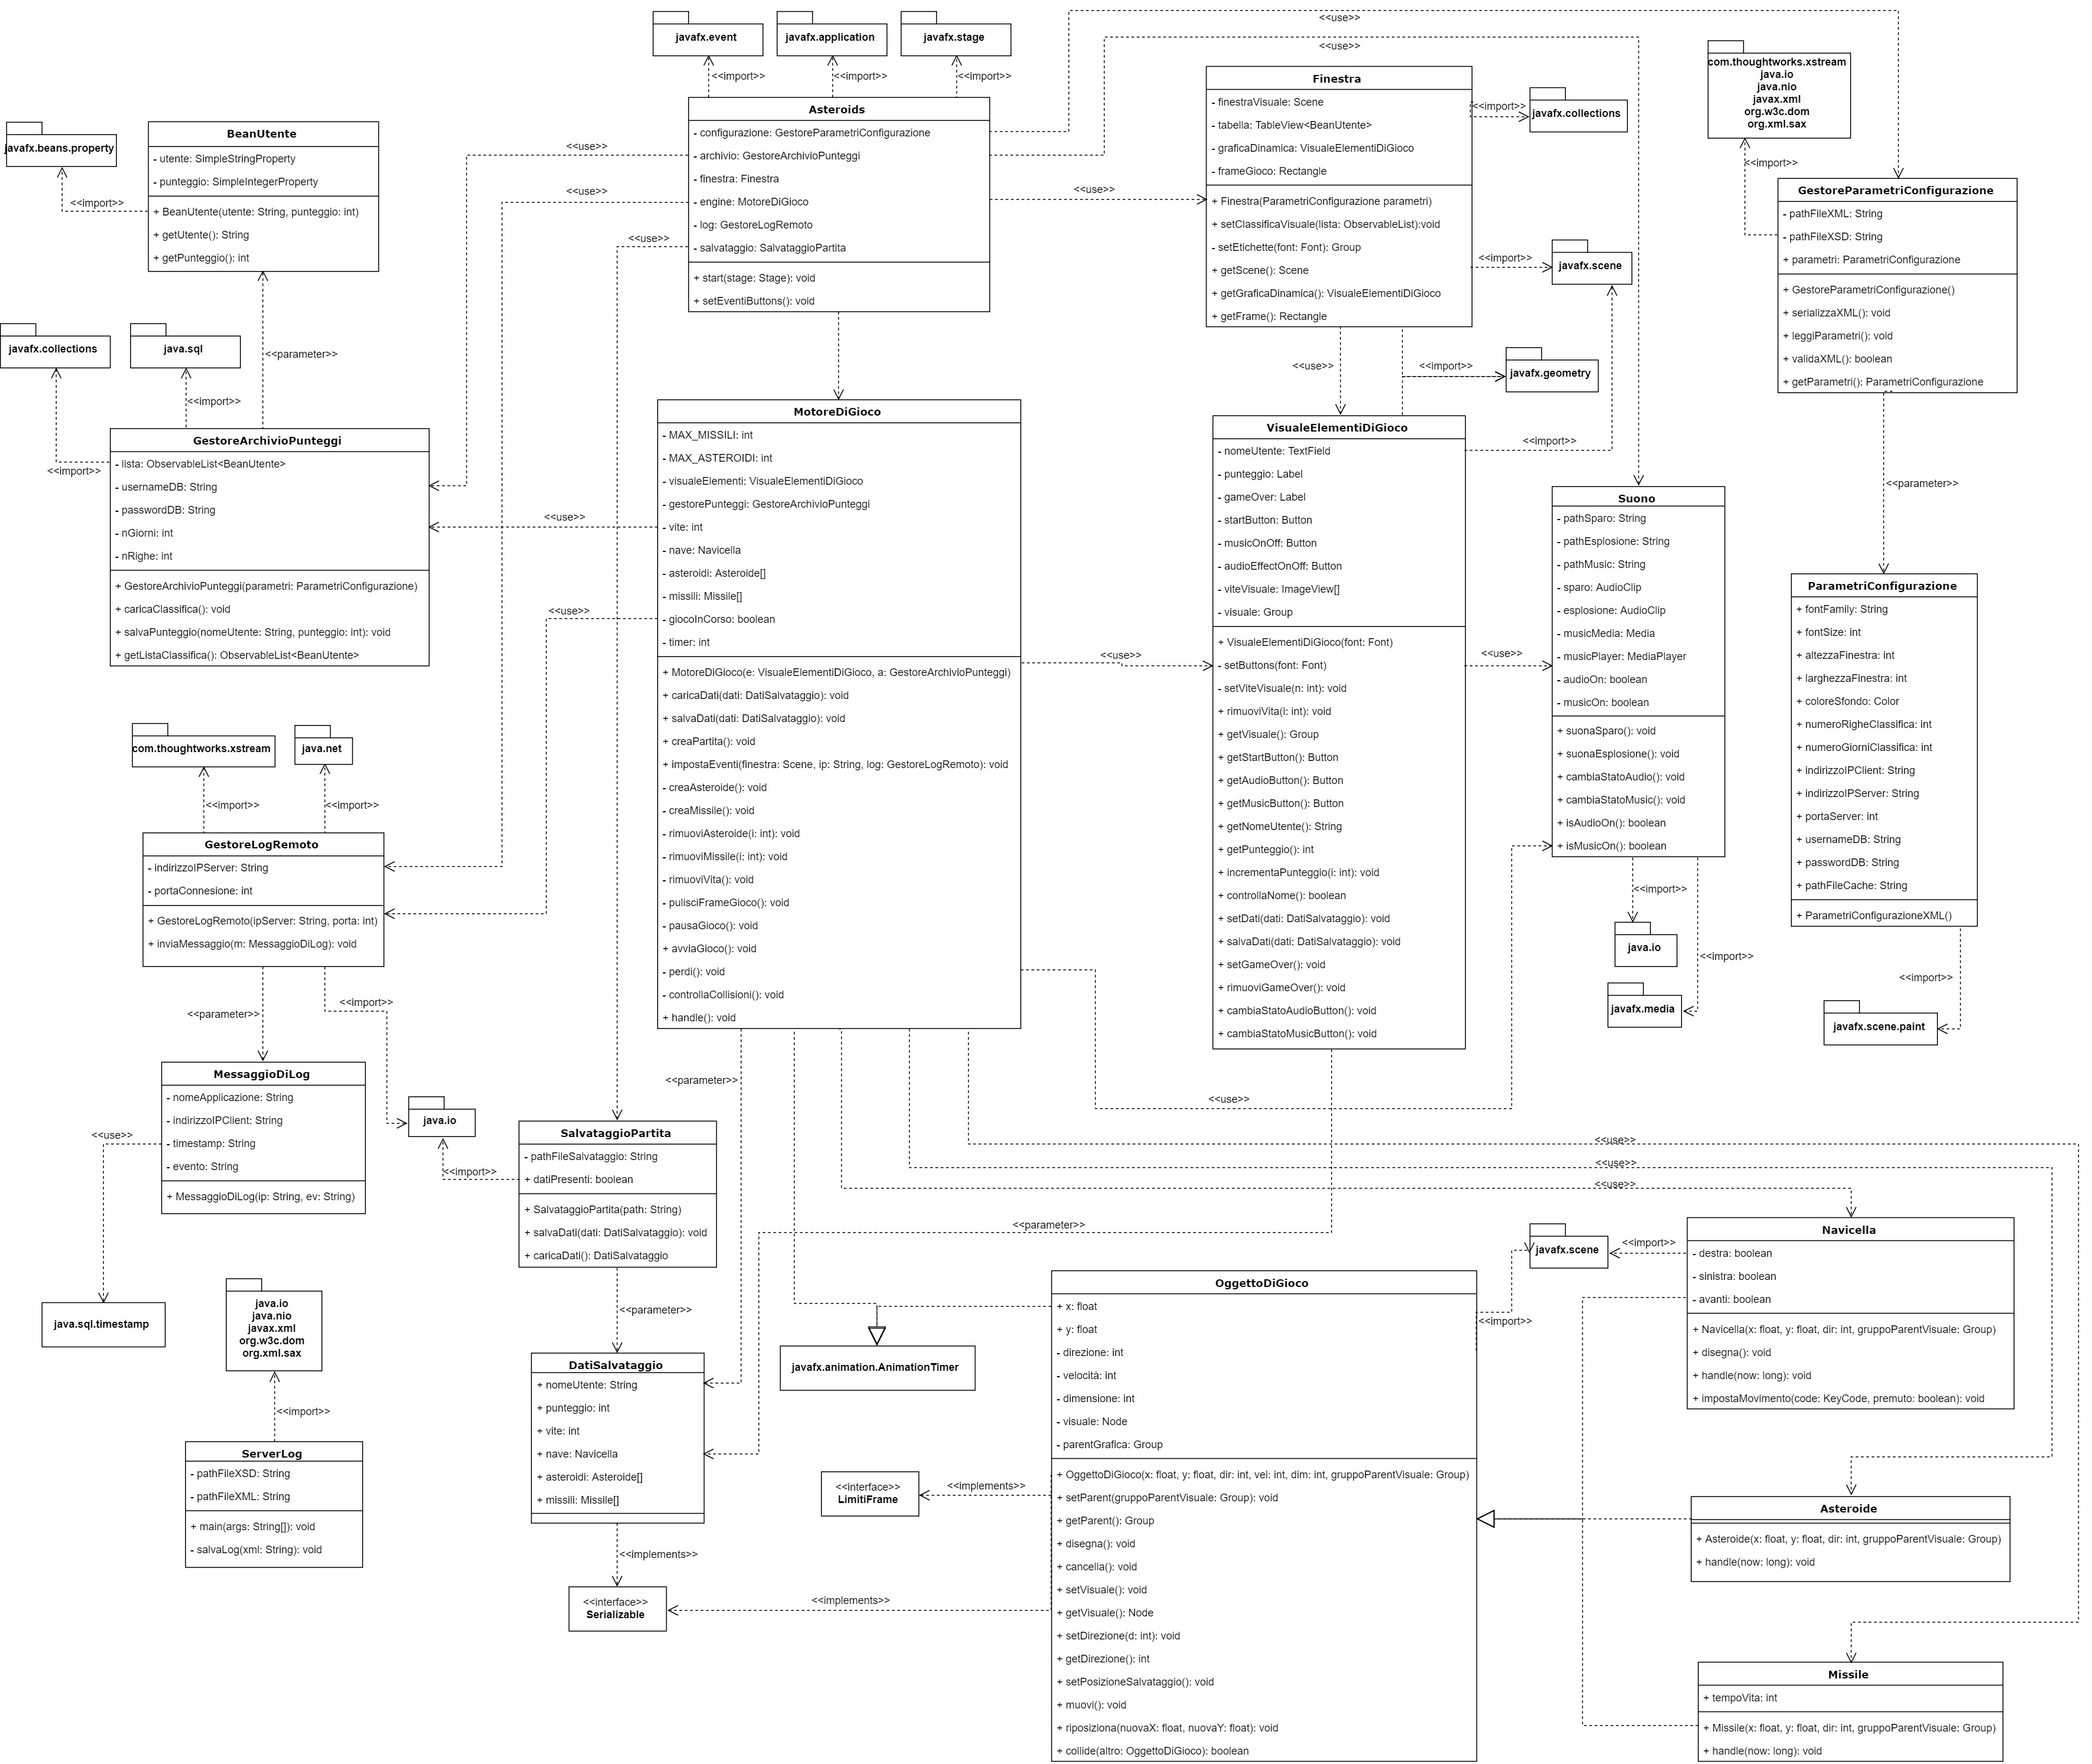 javafx.event
<<import>>
javafx.application
<<import>>
javafx.stage
<<import>>
<<use>>
<<use>>
Asteroids
- configurazione: GestoreParametriConfigurazione
- archivio: GestoreArchivioPunteggi
- finestra: Finestra
- engine: MotoreDiGioco
- log: GestoreLogRemoto
- salvataggio: SalvataggioPartita
+ start(stage: Stage): void
+ setEventiButtons(): void
<<use>>
<<use>>
<<use>>
<<use>>
javafx.beans.property
<<import>>
BeanUtente
- utente: SimpleStringProperty
- punteggio: SimpleIntegerProperty
+ BeanUtente(utente: String, punteggio: int)
+ getUtente(): String
+ getPunteggio(): int
<<parameter>>
javafx.collections
<<import>>
java.sql
<<import>>
GestoreArchivioPunteggi
- lista: ObservableList<BeanUtente>
- usernameDB: String
- passwordDB: String
- nGiorni: int
- nRighe: int
+ GestoreArchivioPunteggi(parametri: ParametriConfigurazione)
+ caricaClassifica(): void
+ salvaPunteggio(nomeUtente: String, punteggio: int): void
+ getListaClassifica(): ObservableList<BeanUtente>
Finestra
- finestraVisuale: Scene
- tabella: TableView<BeanUtente>
- graficaDinamica: VisualeElementiDiGioco
- frameGioco: Rectangle
+ Finestra(ParametriConfigurazione parametri)
+ setClassificaVisuale(lista: ObservableList):void
- setEtichette(font: Font): Group
+ getScene(): Scene
+ getGraficaDinamica(): VisualeElementiDiGioco
+ getFrame(): Rectangle
<<import>>
javafx.collections
<<import>>
javafx.scene
<<use>>
<<import>>
javafx.geometry
<<import>>
com.thoughtworks.xstream
java.io
java.nio
javax.xml
org.w3c.dom
org.xml.sax
<<import>>
GestoreParametriConfigurazione
- pathFileXML: String
- pathFileXSD: String
+ parametri: ParametriConfigurazione
+ GestoreParametriConfigurazione()
+ serializzaXML(): void
+ leggiParametri(): void
+ validaXML(): boolean
+ getParametri(): ParametriConfigurazione
<<parameter>>
ParametriConfigurazione
+ fontFamily: String
+ fontSize: int
+ altezzaFinestra: int
+ larghezzaFinestra: int
+ coloreSfondo: Color
+ numeroRigheClassifica: int
+ numeroGiorniClassifica: int
+ indirizzoIPClient: String
+ indirizzoIPServer: String
+ portaServer: int
+ usernameDB: String
+ passwordDB: String
+ pathFileCache: String
+ ParametriConfigurazioneXML()
<<import>>
javafx.scene.paint
MotoreDiGioco
- MAX_MISSILI: int
- MAX_ASTEROIDI: int
- visualeElementi: VisualeElementiDiGioco
- gestorePunteggi: GestoreArchivioPunteggi
- vite: int
- nave: Navicella
- asteroidi: Asteroide[]
- missili: Missile[]
- giocoInCorso: boolean
- timer: int
+ MotoreDiGioco(e: VisualeElementiDiGioco, a: GestoreArchivioPunteggi)
+ caricaDati(dati: DatiSalvataggio): void
+ salvaDati(dati: DatiSalvataggio): void
+ creaPartita(): void
+ impostaEventi(finestra: Scene, ip: String, log: GestoreLogRemoto): void
- creaAsteroide(): void
- creaMissile(): void
- rimuoviAsteroide(i: int): void
- rimuoviMissile(i: int): void
- rimuoviVita(): void
- pulisciFrameGioco(): void
- pausaGioco(): void
+ avviaGioco(): void
- perdi(): void
- controllaCollisioni(): void
+ handle(): void
<<use>>
<<use>>
<<use>>
VisualeElementiDiGioco
- nomeUtente: TextField
- punteggio: Label
- gameOver: Label
- startButton: Button
- musicOnOff: Button
- audioEffectOnOff: Button
- viteVisuale: ImageView[]
- visuale: Group
+ VisualeElementiDiGioco(font: Font)
- setButtons(font: Font)
- setViteVisuale(n: int): void
+ rimuoviVita(i: int): void
+ getVisuale(): Group
+ getStartButton(): Button
+ getAudioButton(): Button
+ getMusicButton(): Button
+ getNomeUtente(): String
+ getPunteggio(): int
+ incrementaPunteggio(i: int): void
+ controllaNome(): boolean
+ setDati(dati: DatiSalvataggio): void
+ salvaDati(dati: DatiSalvataggio): void
+ setGameOver(): void
+ rimuoviGameOver(): void
+ cambiaStatoAudioButton(): void
+ cambiaStatoMusicButton(): void
<<use>>
Suono
- pathSparo: String
- pathEsplosione: String
- pathMusic: String
- sparo: AudioClip
- esplosione: AudioClip
- musicMedia: Media
- musicPlayer: MediaPlayer
- audioOn: boolean
- musicOn: boolean
+ suonaSparo(): void
+ suonaEsplosione(): void
+ cambiaStatoAudio(): void
+ cambiaStatoMusic(): void
+ isAudioOn(): boolean
+ isMusicOn(): boolean
<<import>>
java.io
<<import>>
javafx.media
com.thoughtworks.xstream
<<import>>
java.net
<<import>>
GestoreLogRemoto
- indirizzoIPServer: String
- portaConnesione: int
+ GestoreLogRemoto(ipServer: String, porta: int)
+ inviaMessaggio(m: MessaggioDiLog): void
<<parameter>>
<<import>>
java.io
MessaggioDiLog
- nomeApplicazione: String
- indirizzoIPClient: String
- timestamp: String
- evento: String
+ MessaggioDiLog(ip: String, ev: String)
<<use>>
java.sql.timestamp
java.io
java.nio
javax.xml
org.w3c.dom
org.xml.sax
<<import>>
ServerLog
- pathFileXSD: String
- pathFileXML: String
+ main(args: String[]): void
- salvaLog(xml: String): void
SalvataggioPartita
- pathFileSalvataggio: String
+ datiPresenti: boolean
+ SalvataggioPartita(path: String)
+ salvaDati(dati: DatiSalvataggio): void
+ caricaDati(): DatiSalvataggio
<<import>>
<<parameter>>
<<parameter>>
<<parameter>>
DatiSalvataggio
+ nomeUtente: String
+ punteggio: int
+ vite: int
+ nave: Navicella
+ asteroidi: Asteroide[]
+ missili: Missile[]
<<implements>>
<<interface>>
Serializable
<<use>>
<<use>>
<<use>>
<<use>>
javafx.animation.AnimationTimer
<<interface>>
LimitiFrame
<<implements>>
<<implements>>
OggettoDiGioco
+ x: float
+ y: float
- direzione: int
- velocità: int
- dimensione: int
- visuale: Node
- parentGrafica: Group
+ OggettoDiGioco(x: float, y: float, dir: int, vel: int, dim: int, gruppoParentVisuale: Group)
+ setParent(gruppoParentVisuale: Group): void
+ getParent(): Group
+ disegna(): void
+ cancella(): void
+ setVisuale(): void
+ getVisuale(): Node
+ setDirezione(d: int): void
+ getDirezione(): int
+ setPosizioneSalvataggio(): void
+ muovi(): void
+ riposiziona(nuovaX: float, nuovaY: float): void
+ collide(altro: OggettoDiGioco): boolean
<<import>>
javafx.scene
<<import>>
Navicella
- destra: boolean
- sinistra: boolean
- avanti: boolean
+ Navicella(x: float, y: float, dir: int, gruppoParentVisuale: Group)
+ disegna(): void
+ handle(now: long): void
+ impostaMovimento(code: KeyCode, premuto: boolean): void
Asteroide
+ Asteroide(x: float, y: float, dir: int, gruppoParentVisuale: Group)
+ handle(now: long): void
Missile
+ tempoVita: int
+ Missile(x: float, y: float, dir: int, gruppoParentVisuale: Group)
+ handle(now: long): void